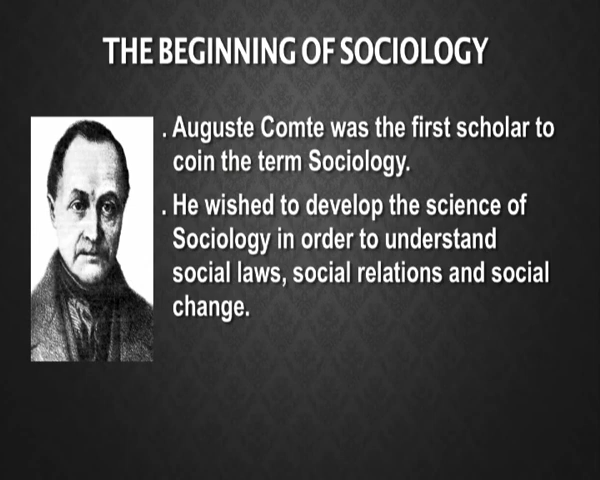 THE BEGINNING OF SOCIOLOGY
. Auguste Comte was the first scholar to
coin the term Sociology.
. He wished to develop the science of
Sociology in order to understand
social laws, social relations and social
change.